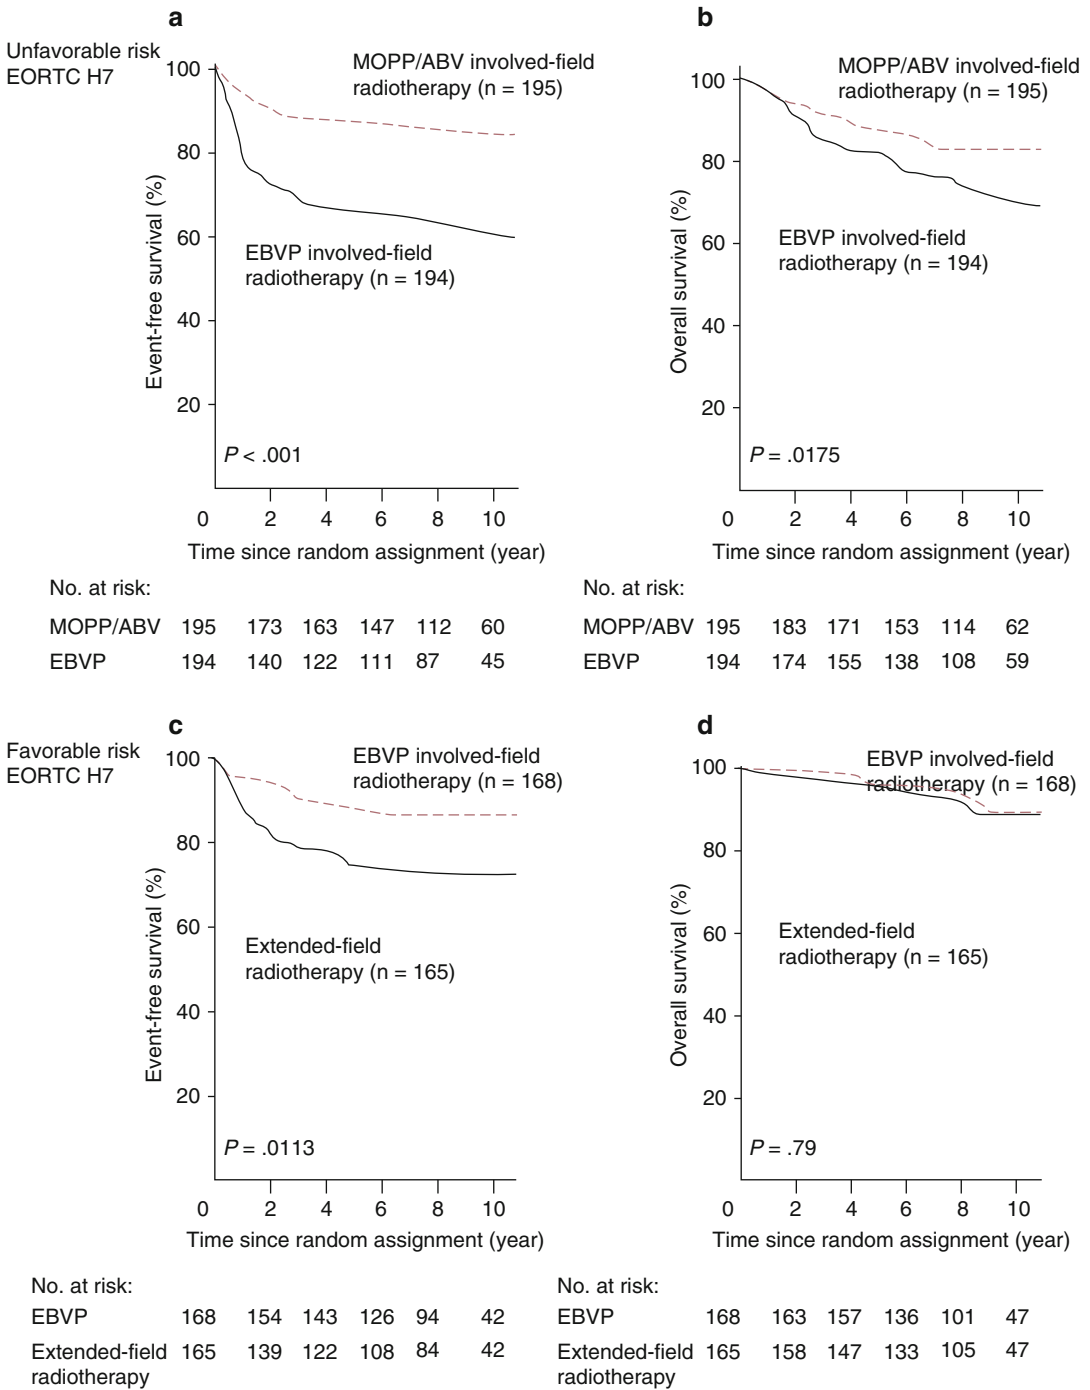 a
Unfavorable risk
EORTC H7
MOPP/ABV involved-field
radiotherapy (n = 195)
EBVP involved-field
radiotherapy (n = 194)
Event-free survival (%)
100
80
60
40
20
P < .001
0 2 4 6 8 10
Time since random assignment (year)
No. at risk:
MOPP/ABV 195 173 163 147 112 60
EBVP 194 140 122 111 87 45
b
MOPP/ABV involved-field
radiotherapy (n = 195)
EBVP involved-field
radiotherapy (n = 194)
Overall survival (%)
100
80
60
40
20
P = .0175
0 2 4 6 8 10
Time since random assignment (year)
No. at risk:
MOPP/ABV 195 183 171 153 114 62
EBVP 194 174 155 138 108 59
c
Favorable risk
EORTC H7
EBVP involved-field
radiotherapy (n = 168)
Extended-field
radiotherapy (n = 165)
Event-free survival (%)
100
80
60
40
20
P = .0113
0 2 4 6 8 10
Time since random assignment (year)
No. at risk:
EBVP 168 154 143 126 94 42
Extended-field 165 139 122 108 84 42
radiotherapy
d
EBVP involved-field
radiotherapy (n = 168)
Extended-field
radiotherapy (n = 165)
Overall survival (%)
100
80
60
40
20
P = .79
0 2 4 6 8 10
Time since random assignment (year)
No. at risk:
EBVP 168 163 157 136 101 47
Extended-field 165 158 147 133 105 47
radiotherapy